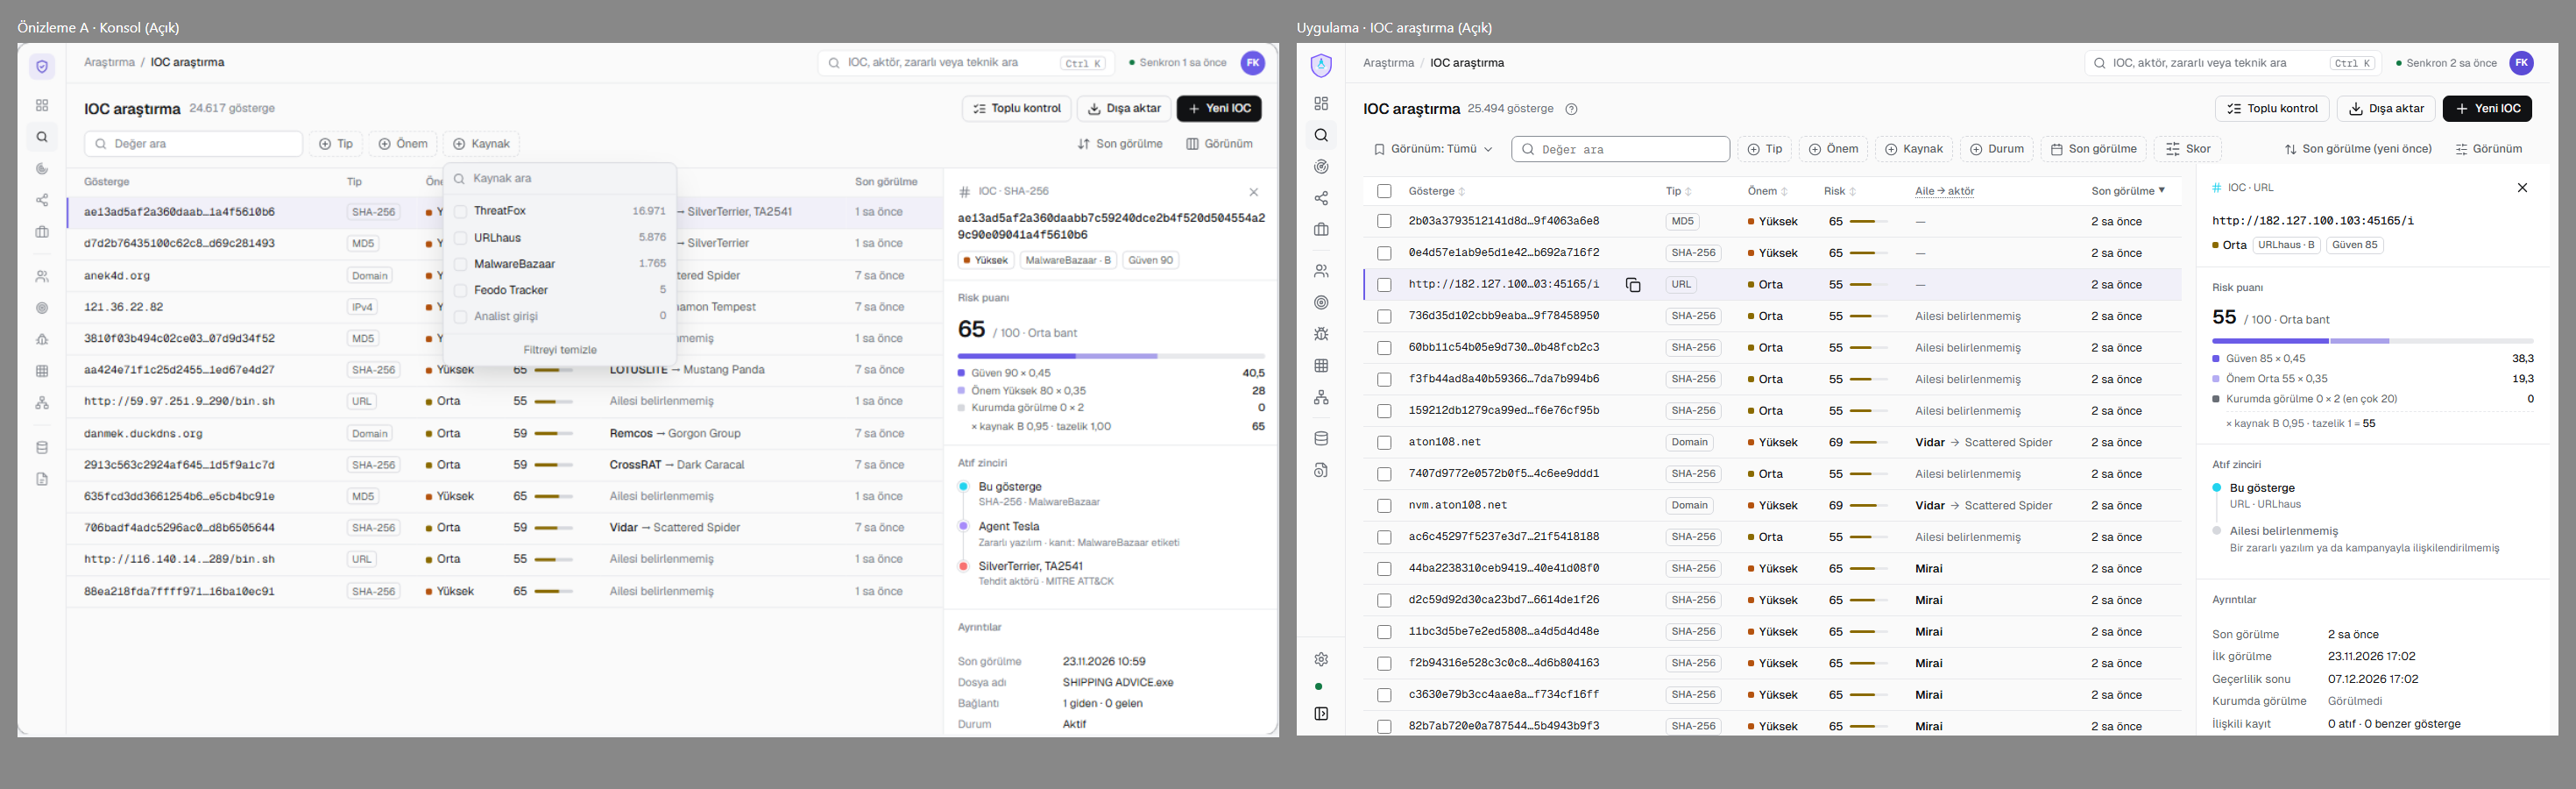 Önizleme A · Konsol (Açık)
Araştırma / IOC araştırma
IOC, aktör, zararlı veya teknik ara Ctrl K
Senkron 1 sa önce
FK
IOC araştırma 24.617 gösterge
Toplu kontrol
Dışa aktar
Yeni IOC
Değer ara
Tip
Önem
Kaynak
Son görülme
Görünüm
Gösterge Tip Son görülme
Kaynak ara
ThreatFox 16.971
URLhaus 5.876
MalwareBazaar 1.765
Feodo Tracker 5
Analist girişi 0
Filtreyi temizle
ae13ad5af2a360daab…1a4f5610b6 SHA-256 → SilverTerrier, TA2541 1 sa önce
d7d2b76435100c62c8…d69c281493 MD5 → SilverTerrier 1 sa önce
anek4d.org Domain 7 sa önce
121.36.22.82 IPv4 7 sa önce
3810f03b494c02ce03…07d9d34f52 MD5 1 sa önce
aa424e71f1c25d2455…1ed67e4d27 SHA-256 Yüksek 65 LOTUSLITE → Mustang Panda 7 sa önce
http://59.97.251.9…290/bin.sh URL Orta 55 Ailesi belirlenmemiş 1 sa önce
danmek.duckdns.org Domain Orta 59 Remcos → Gorgon Group 7 sa önce
2913c563c2924af645…1d5f9a1c7d SHA-256 Orta 59 CrossRAT → Dark Caracal 7 sa önce
635fcd3dd3661254b6…e5cb4bc91e MD5 Yüksek 65 Ailesi belirlenmemiş 1 sa önce
706badf4adc5296ac0…d8b6505644 SHA-256 Orta 59 Vidar → Scattered Spider 7 sa önce
http://116.140.14.…289/bin.sh URL Orta 55 Ailesi belirlenmemiş 1 sa önce
88ea218fda7ffff971…16ba10ec91 SHA-256 Yüksek 65 Ailesi belirlenmemiş 1 sa önce
IOC · SHA-256
ae13ad5af2a360daabb7c59240dce2b4f520d504554a2
9c90e09041a4f5610b6
Yüksek MalwareBazaar · B Güven 90
Risk puanı
65 / 100 · Orta bant
Güven 90 × 0,45 40,5
Önem Yüksek 80 × 0,35 28
Kurumda görülme 0 × 2 0
× kaynak B 0,95 · tazelik 1,00 65
Atıf zinciri
Bu gösterge
SHA-256 · MalwareBazaar
Agent Tesla
Zararlı yazılım · kanıt: MalwareBazaar etiketi
SilverTerrier, TA2541
Tehdit aktörü · MITRE ATT&CK
Ayrıntılar
Son görülme 23.11.2026 10:59
Dosya adı SHIPPING ADVICE.exe
Bağlantı 1 giden · 0 gelen
Durum Aktif
Uygulama · IOC araştırma (Açık)
Araştırma / IOC araştırma
IOC, aktör, zararlı veya teknik ara Ctrl K
Senkron 2 sa önce
FK
IOC araştırma 25.494 gösterge
Toplu kontrol
Dışa aktar
Yeni IOC
Görünüm: Tümü
Değer ara
Tip
Önem
Kaynak
Durum
Son görülme
Skor
Son görülme (yeni önce)
Görünüm
Gösterge Tip Önem Risk Aile → aktör Son görülme
2b03a3793512141d8d…9f4063a6e8 MD5 Yüksek 65 — 2 sa önce
0e4d57e1ab9e5d1e42…b692a716f2 SHA-256 Yüksek 65 — 2 sa önce
http://182.127.100…03:45165/i URL Orta 55 — 2 sa önce
736d35d102cbb9eaba…9f78458950 SHA-256 Orta 55 Ailesi belirlenmemiş 2 sa önce
60bb11c54b05e9d730…0b48fcb2c3 SHA-256 Orta 55 Ailesi belirlenmemiş 2 sa önce
f3fb44ad8a40b59366…7da7b994b6 SHA-256 Orta 55 Ailesi belirlenmemiş 2 sa önce
159212db1279ca99ed…f6e76cf95b SHA-256 Orta 55 Ailesi belirlenmemiş 2 sa önce
aton108.net Domain Yüksek 69 Vidar → Scattered Spider 2 sa önce
7407d9772e0572b0f5…4c6ee9ddd1 SHA-256 Orta 55 Ailesi belirlenmemiş 2 sa önce
nvm.aton108.net Domain Yüksek 69 Vidar → Scattered Spider 2 sa önce
ac6c45297f5237e3d7…21f5418188 SHA-256 Orta 55 Ailesi belirlenmemiş 2 sa önce
44ba2238310ceb9419…40e41d08f0 SHA-256 Yüksek 65 Mirai 2 sa önce
d2c59d92d30ca23bd7…6614de1f26 SHA-256 Yüksek 65 Mirai 2 sa önce
11bc3d5be7e2ed5808…a4d5d4d48e SHA-256 Yüksek 65 Mirai 2 sa önce
f2b94316e528c3c0c8…4d6b804163 SHA-256 Yüksek 65 Mirai 2 sa önce
c3630e79b3cc4aae8a…f734cf16ff SHA-256 Yüksek 65 Mirai 2 sa önce
82b7ab720e0a787544…5b4943b9f3 SHA-256 Yüksek 65 Mirai 2 sa önce
IOC · URL
http://182.127.100.103:45165/i
Orta URLhaus · B Güven 85
Risk puanı
55 / 100 · Orta bant
Güven 85 × 0,45 38,3
Önem Orta 55 × 0,35 19,3
Kurumda görülme 0 × 2 (en çok 20) 0
× kaynak B 0,95 · tazelik 1 = 55
Atıf zinciri
Bu gösterge
URL · URLhaus
Ailesi belirlenmemiş
Bir zararlı yazılım ya da kampanyayla ilişkilendirilmemiş
Ayrıntılar
Son görülme 2 sa önce
İlk görülme 23.11.2026 17:02
Geçerlilik sonu 07.12.2026 17:02
Kurumda görülme Görülmedi
İlişkili kayıt 0 atıf · 0 benzer gösterge